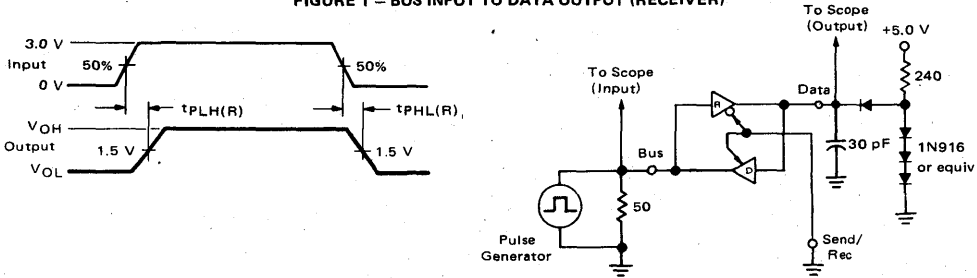 FIGURE 1 – BUS INPUT TO DATA OUTPUT (RECEIVER)
3.0 V
Input
50%
0 V
50%
tPLH(R)
tPHL(R)
VOH
Output
1.5 V
VOL
1.5 V
To Scope
(Output)
+5.0 V
240
To Scope
(Input)
Data
R
30 pF
1N916
or equiv
Bus
D
50
Pulse
Generator
Send/
Rec